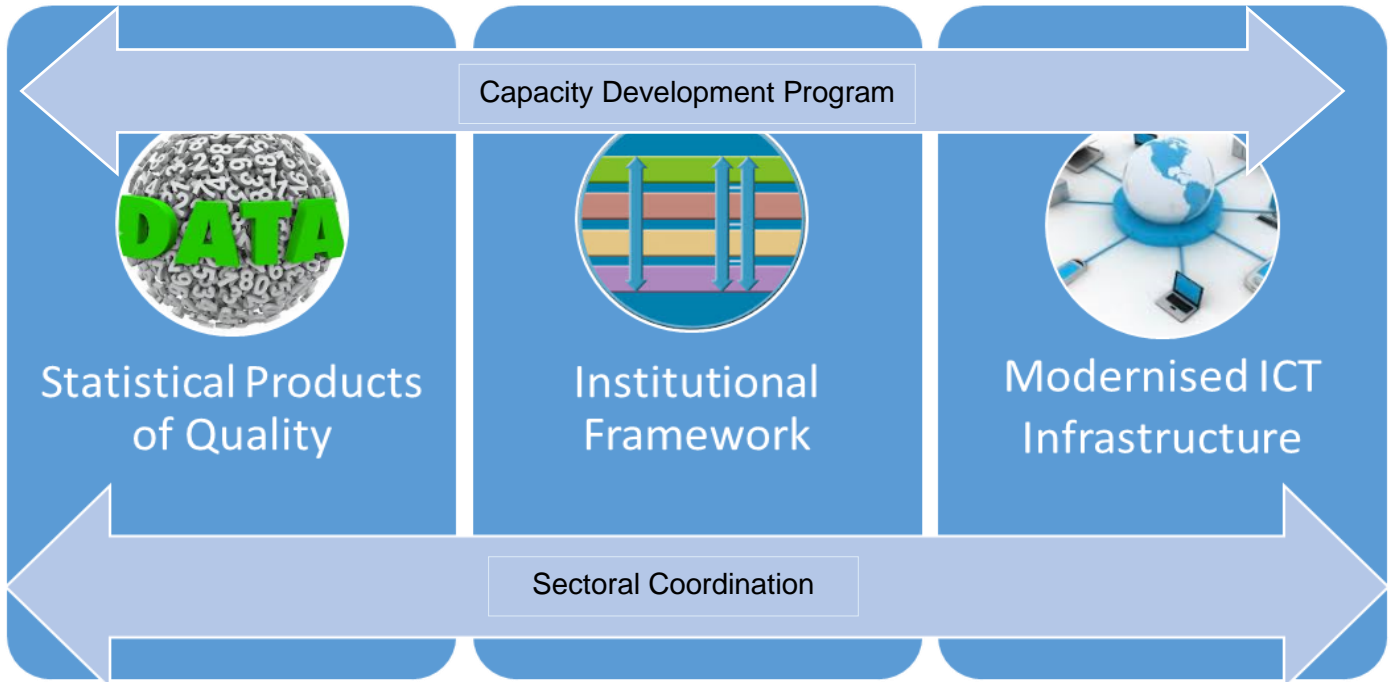 Capacity Development Program
DATA
Statistical Products
of Quality
Institutional
Framework
Modernised ICT
Infrastructure
Sectoral Coordination